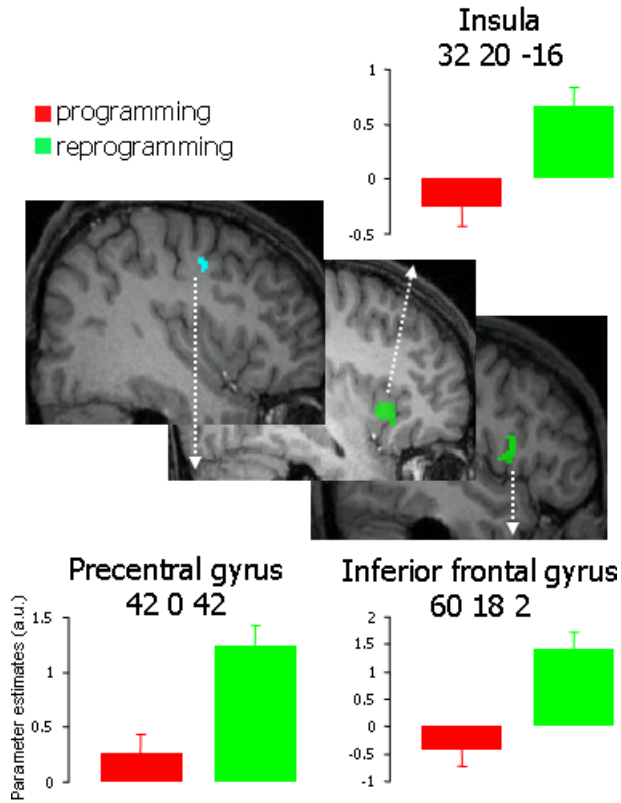 Insula
32 20 -16
1
0.5
0
-0.5
programming
reprogramming
Precentral gyrus
42 0 42
Parameter estimates (a.u.)
1.5
1
0.5
0
Inferior frontal gyrus
60 18 2
2
1.5
1
0.5
0
-0.5
-1